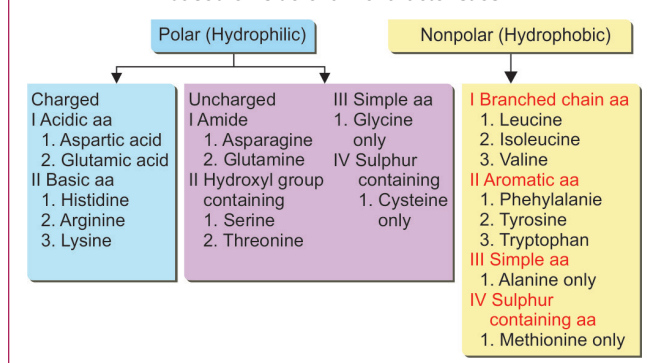 Polar (Hydrophilic)
Nonpolar (Hydrophobic)
Charged
I Acidic aa
1. Aspartic acid
2. Glutamic acid
II Basic aa
1. Histidine
2. Arginine
3. Lysine
Uncharged
I Amide
1. Asparagine
2. Glutamine
II Hydroxyl group
containing
1. Serine
2. Threonine
III Simple aa
1. Glycine
only
IV Sulphur
containing
1. Cysteine
only
I Branched chain aa
1. Leucine
2. Isoleucine
3. Valine
II Aromatic aa
1. Phehylalanie
2. Tyrosine
3. Tryptophan
III Simple aa
1. Alanine only
IV Sulphur
containing aa
1. Methionine only